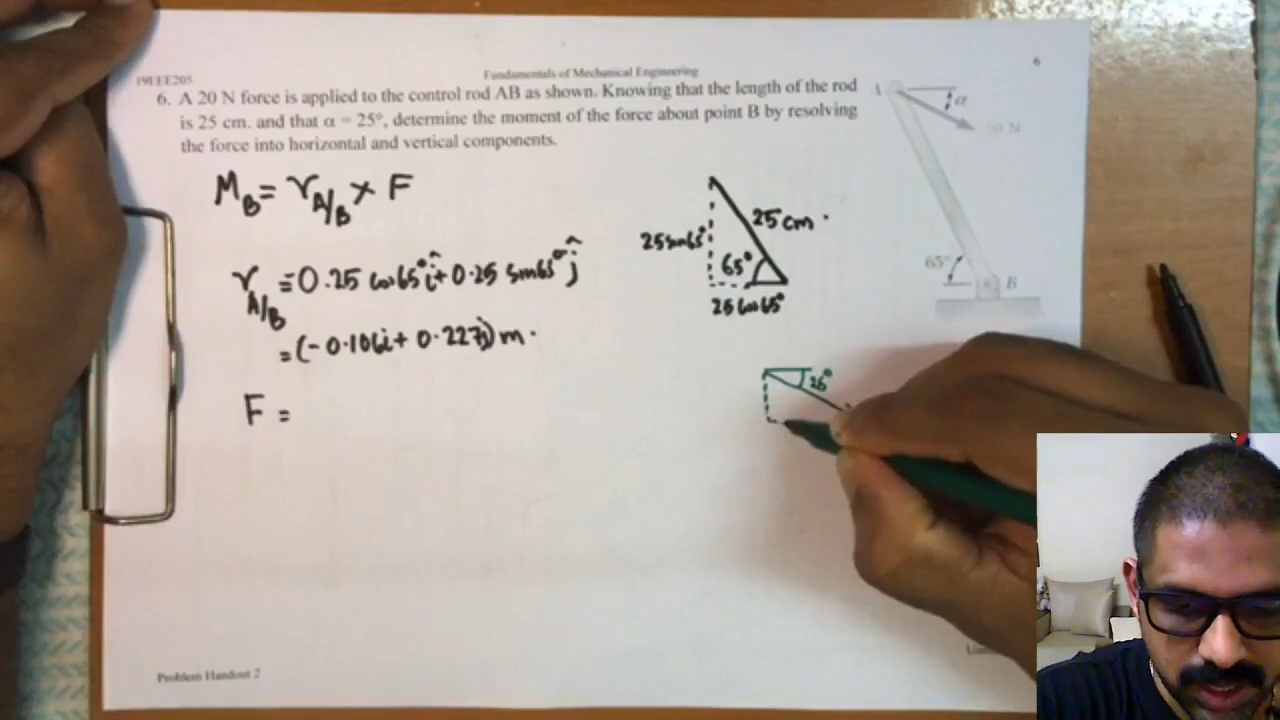 19EEE205
Fundamentals of Mechanical Engineering
6
6. A 20 N force is applied to the control rod AB as shown. Knowing that the length of the rod
is 25 cm. and that α = 25°, determine the moment of the force about point B by resolving
the force into horizontal and vertical components.
A
α
20 N
65°
B
M_B = r_A/B × F
r_A/B = 0.25 cos65° î + 0.25 sin65° ĵ
= (-0.106i + 0.227j) m.
F =
25 cm.
25 sin65°
65°
25 cos65°
Problem Handout 2